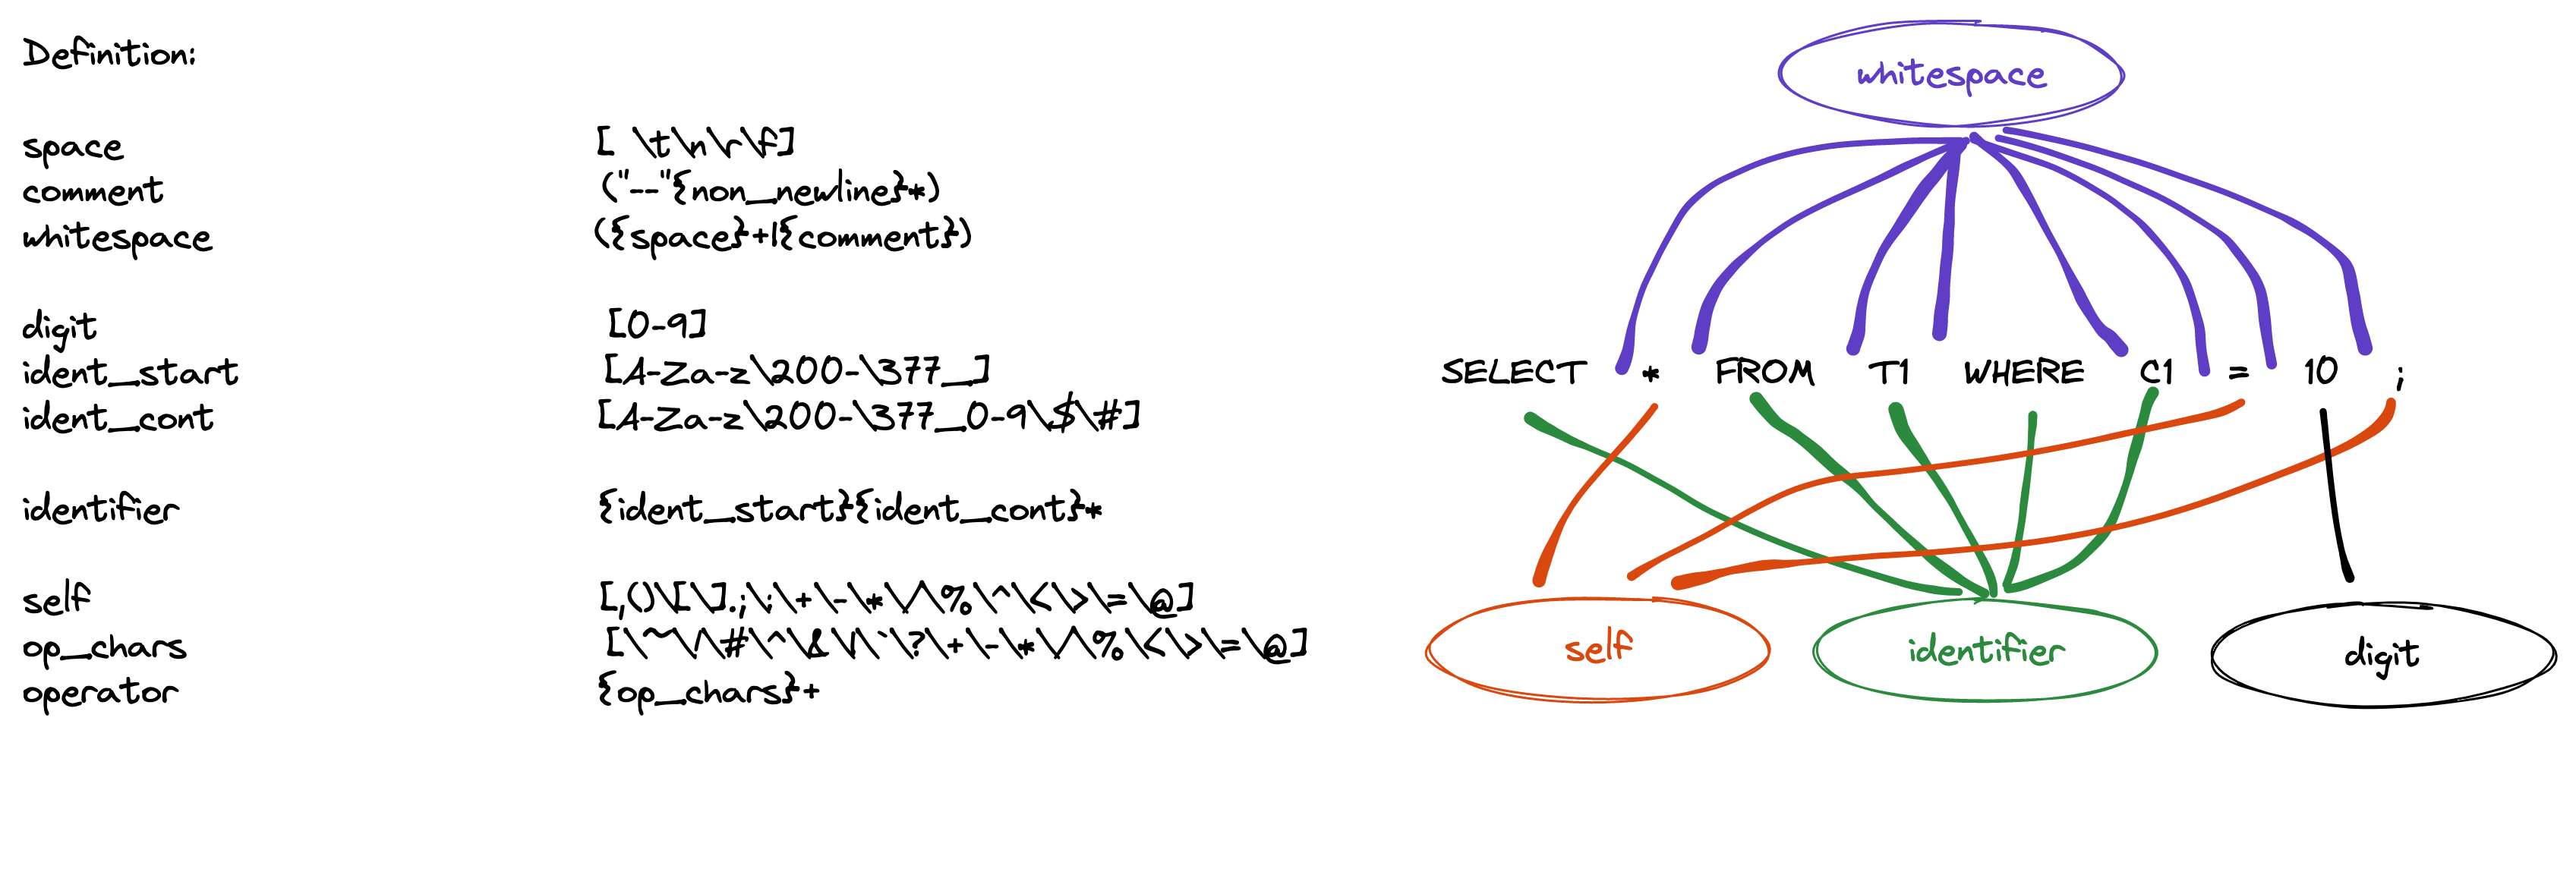 Definition:
space [ \t\n\r\f]
comment ("--"{non_newline}*)
whitespace ({space}+|{comment})
digit [0-9]
ident_start [A-Za-z\200-\377_]
ident_cont [A-Za-z\200-\377_0-9\$\#]
identifier {ident_start}{ident_cont}*
self [,()\[\].;\:\+\-\*\/\%\^\<\>\=\@]
op_chars [\~\!\#\^\&\|\`\?\+\-\*\/\%\<\>\=\@]
operator {op_chars}+
whitespace
SELECT * FROM T1 WHERE C1 = 10 ;
self identifier digit